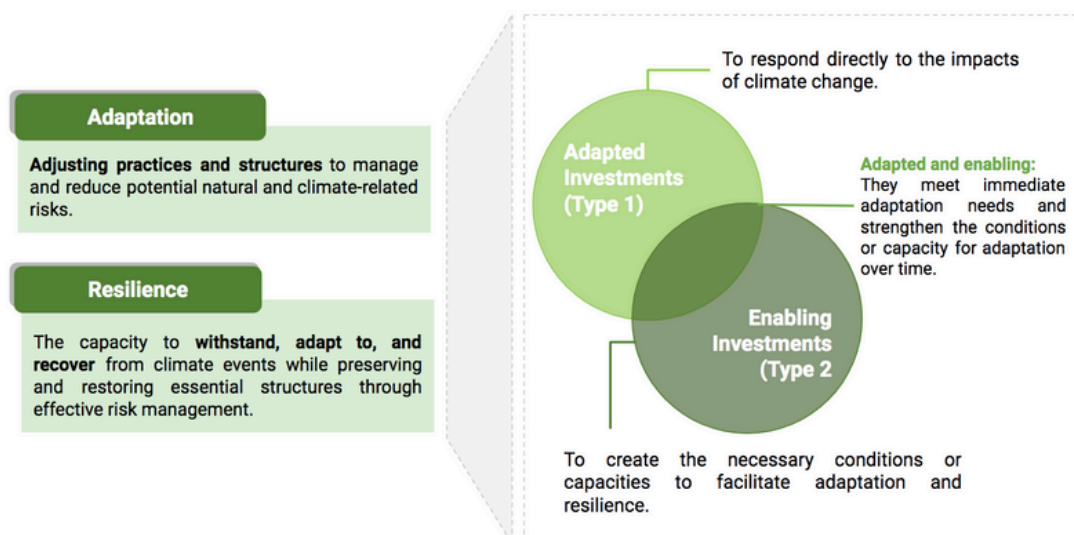 Adaptation
Adjusting practices and structures to manage
and reduce potential natural and climate-related
risks.
Resilience
The capacity to withstand, adapt to, and
recover from climate events while preserving
and restoring essential structures through
effective risk management.
To respond directly to the impacts
of climate change.
Adapted
Investments
(Type 1)
Adapted and enabling:
They meet immediate
adaptation needs and
strengthen the conditions
or capacity for adaptation
over time.
Enabling
Investments
(Type 2
To create the necessary conditions or
capacities to facilitate adaptation and
resilience.